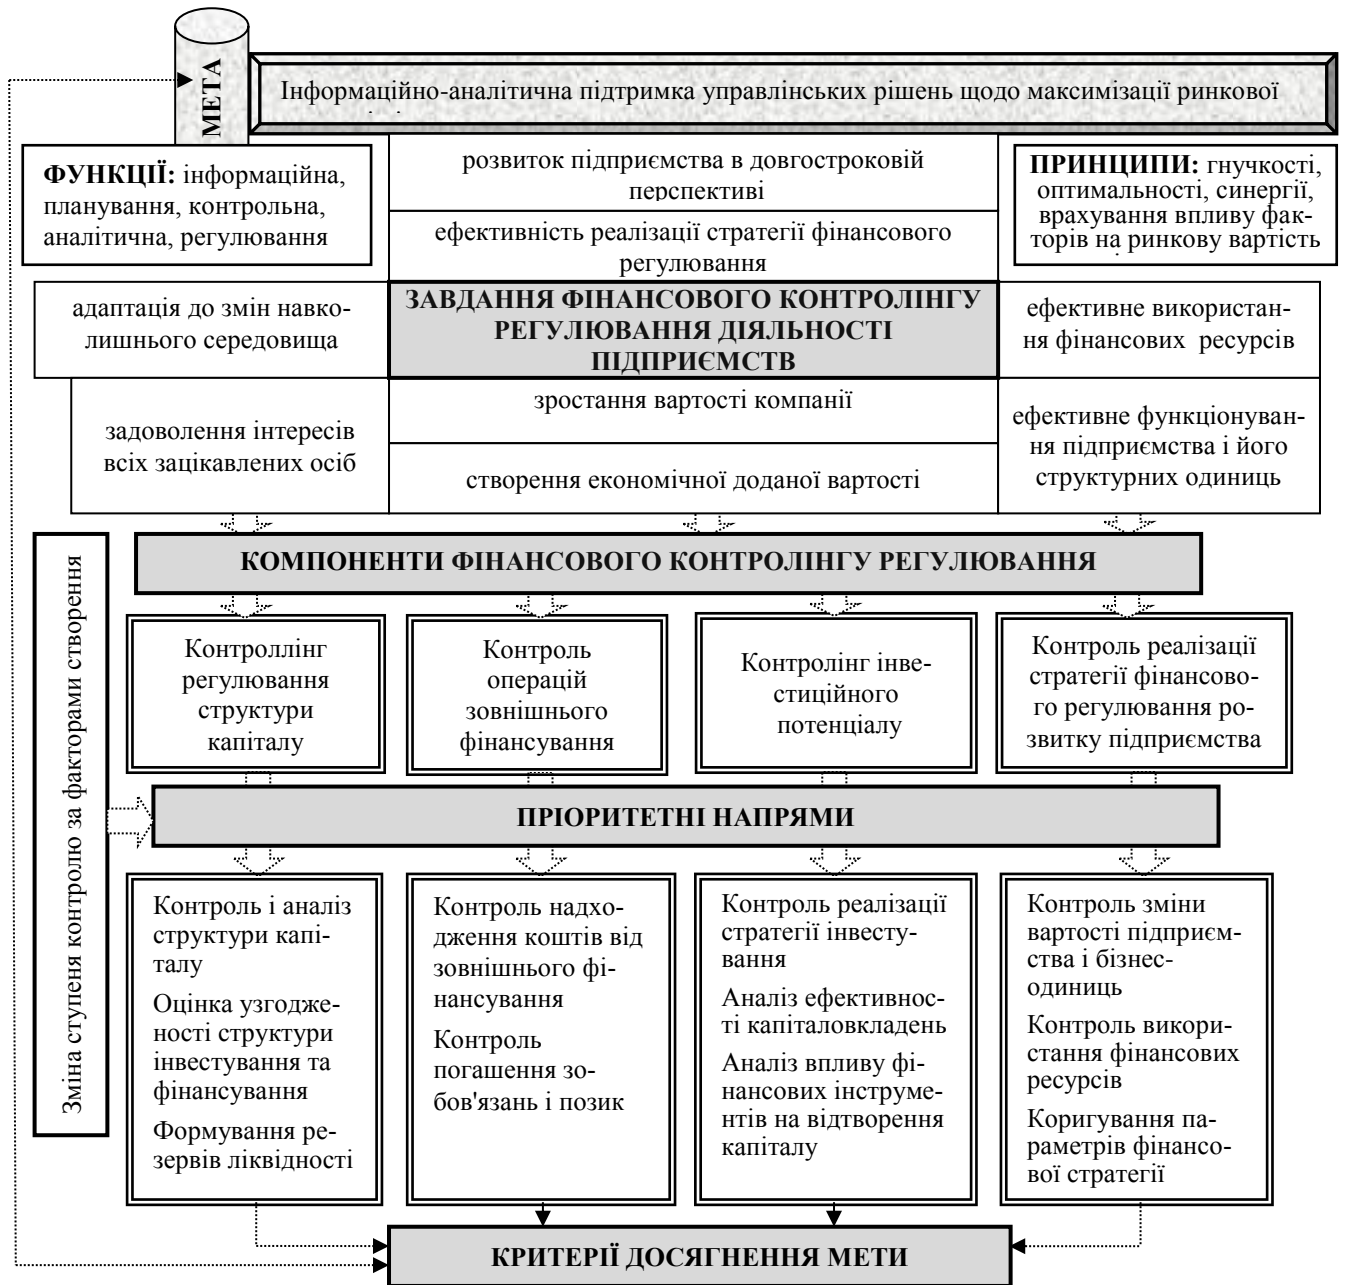 МЕТА
Інформаційно-аналітична підтримка управлінських рішень щодо максимізації ринкової
ФУНКЦІЇ: інформаційна,
планування, контрольна,
аналітична, регулювання
розвиток підприємства в довгостроковій
перспективі
ефективність реалізації стратегії фінансового
регулювання
ПРИНЦИПИ: гнучкості,
оптимальності, синергії,
врахування впливу фак-
торів на ринкову вартість
адаптація до змін навко-
лишнього середовища
ЗАВДАННЯ ФІНАНСОВОГО КОНТРОЛІНГУ
РЕГУЛЮВАННЯ ДІЯЛЬНОСТІ
ПІДПРИЄМСТВ
ефективне використан-
ня фінансових ресурсів
задоволення інтересів
всіх зацікавлених осіб
зростання вартості компанії
створення економічної доданої вартості
ефективне функціонуван-
ня підприємства і його
структурних одиниць
Зміна ступеня контролю за факторами створення
КОМПОНЕНТИ ФІНАНСОВОГО КОНТРОЛІНГУ РЕГУЛЮВАННЯ
Контроллінг
регулювання
структури
капіталу
Контроль
операцій
зовнішнього
фінансування
Контролінг інве-
стиційного
потенціалу
Контроль реалізації
стратегії фінансово-
го регулювання ро-
звитку підприємства
ПРІОРИТЕТНІ НАПРЯМИ
Контроль і аналіз
структури капі-
талу
Оцінка узгодже-
ності структури
інвестування та
фінансування
Формування ре-
зервів ліквідності
Контроль надхо-
дження коштів від
зовнішнього фі-
нансування
Контроль
погашення зо-
бов'язань і позик
Контроль реалізації
стратегії інвесту-
вання
Аналіз ефективнос-
ті капіталовкладень
Аналіз впливу фі-
нансових інструме-
нтів на відтворення
капіталу
Контроль зміни
вартості підприєм-
ства і бізнес-
одиниць
Контроль викори-
стання фінансових
ресурсів
Коригування па-
раметрів фінансо-
вої стратегії
КРИТЕРІЇ ДОСЯГНЕННЯ МЕТИ